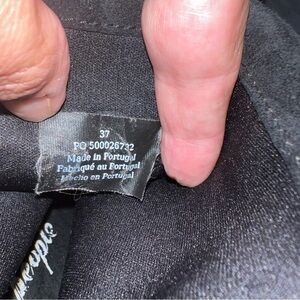 37
PO 500026732
Made in Portugal
Fabriqué au Portugal
Hecho en Portugal